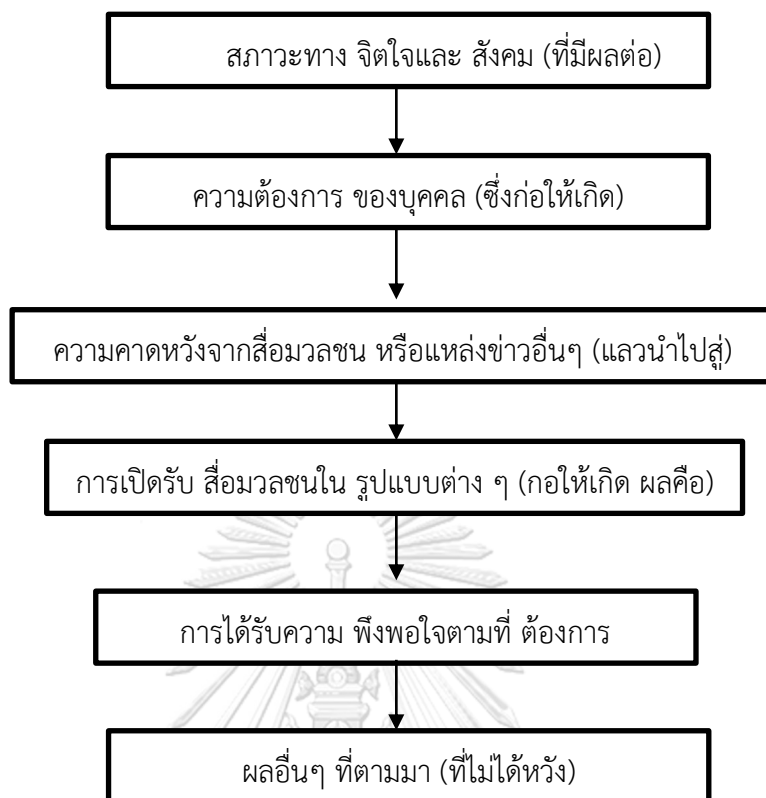 สภาวะทาง จิตใจและ สังคม (ที่มีผลต่อ)
ความต้องการ ของบุคคล (ซึ่งก่อให้เกิด)
ความคาดหวังจากสื่อมวลชน หรือแหล่งข่าวอื่นๆ (แลวนำไปสู่)
การเปิดรับ สื่อมวลชนใน รูปแบบต่าง ๆ (กอให้เกิด ผลคือ)
การได้รับความ พึงพอใจตามที่ ต้องการ
ผลอื่นๆ ที่ตามมา (ที่ไม่ได้หวัง)